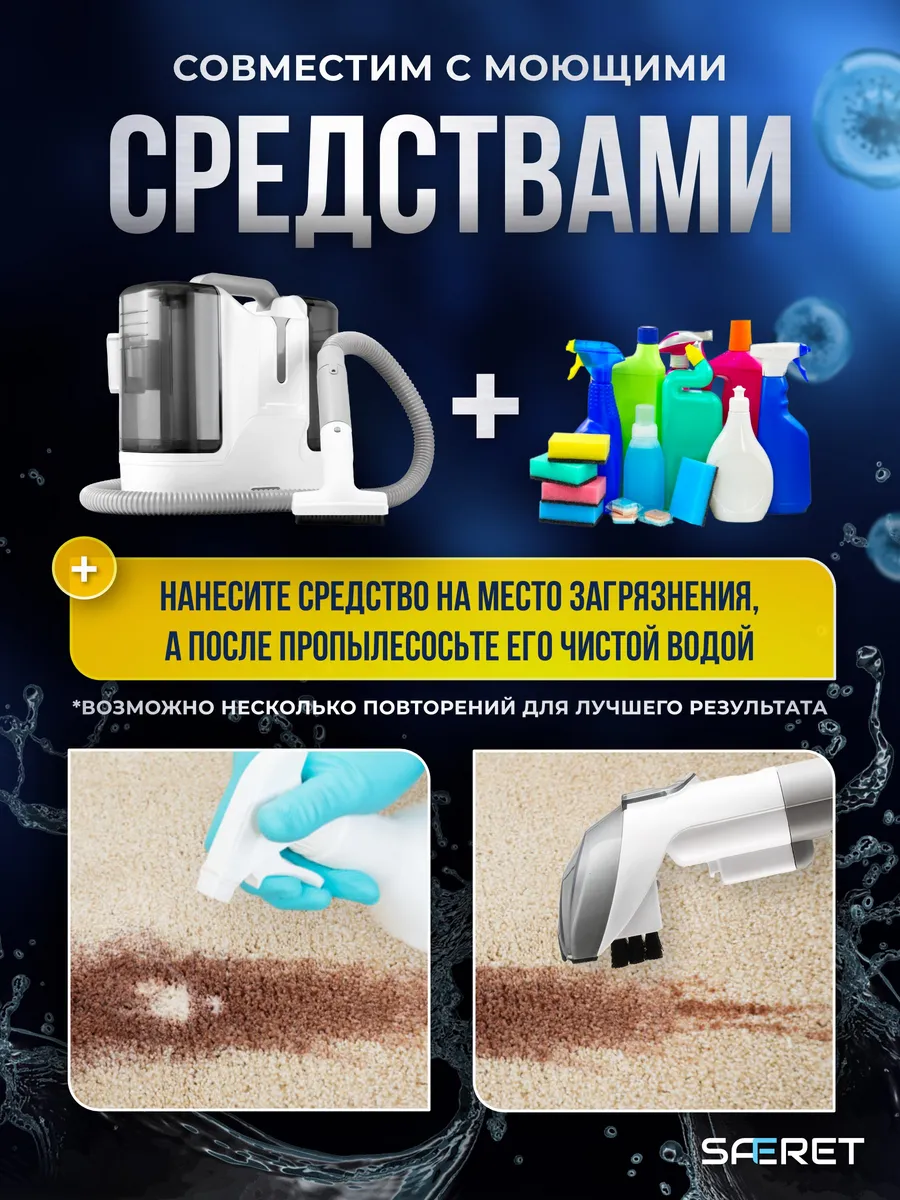 СОВМЕСТИМ С МОЮЩИМИ
СРЕДСТВАМИ
НАНЕСИТЕ СРЕДСТВО НА МЕСТО ЗАГРЯЗНЕНИЯ,
А ПОСЛЕ ПРОПЫЛЕСОСЬТЕ ЕГО ЧИСТОЙ ВОДОЙ
*ВОЗМОЖНО НЕСКОЛЬКО ПОВТОРЕНИЙ ДЛЯ ЛУЧШЕГО РЕЗУЛЬТАТА
SAERET